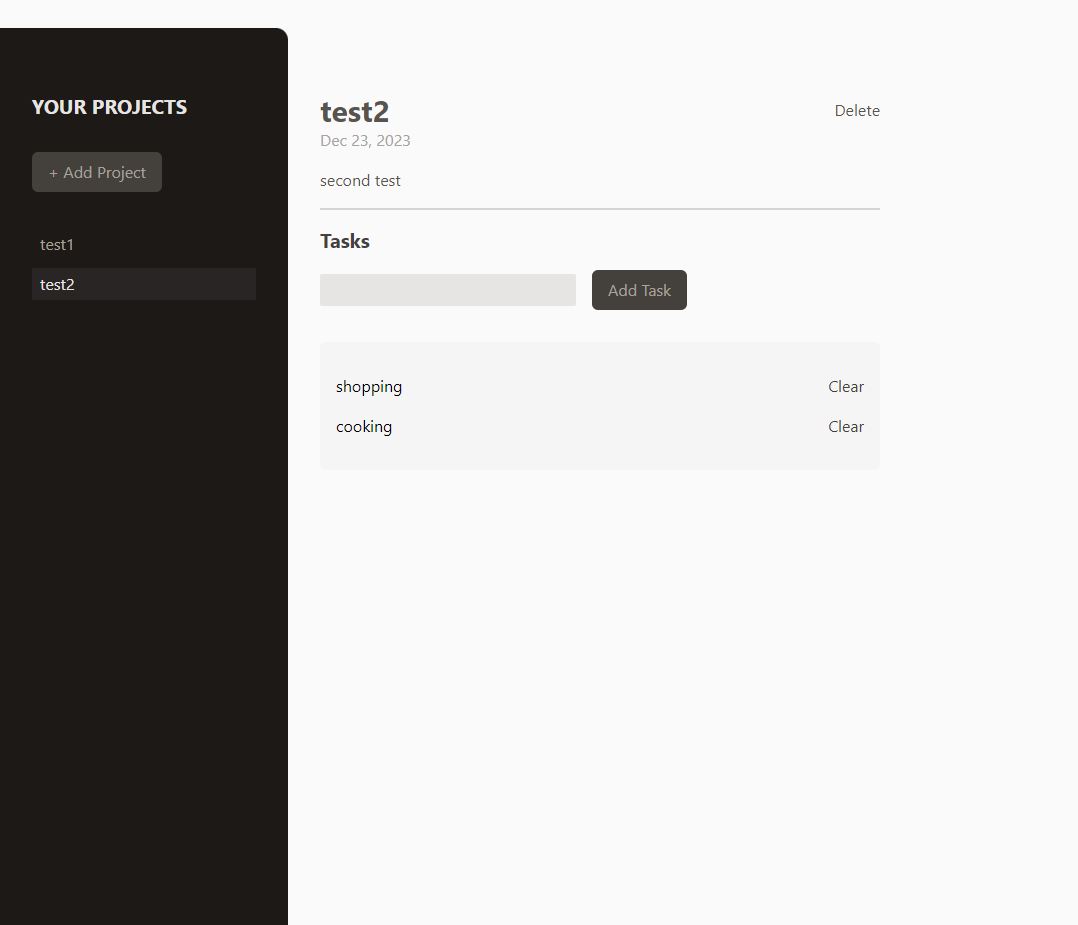 YOUR PROJECTS
+ Add Project
test1
test2
test2
Delete
Dec 23, 2023
second test
Tasks
Add Task
shopping
Clear
cooking
Clear